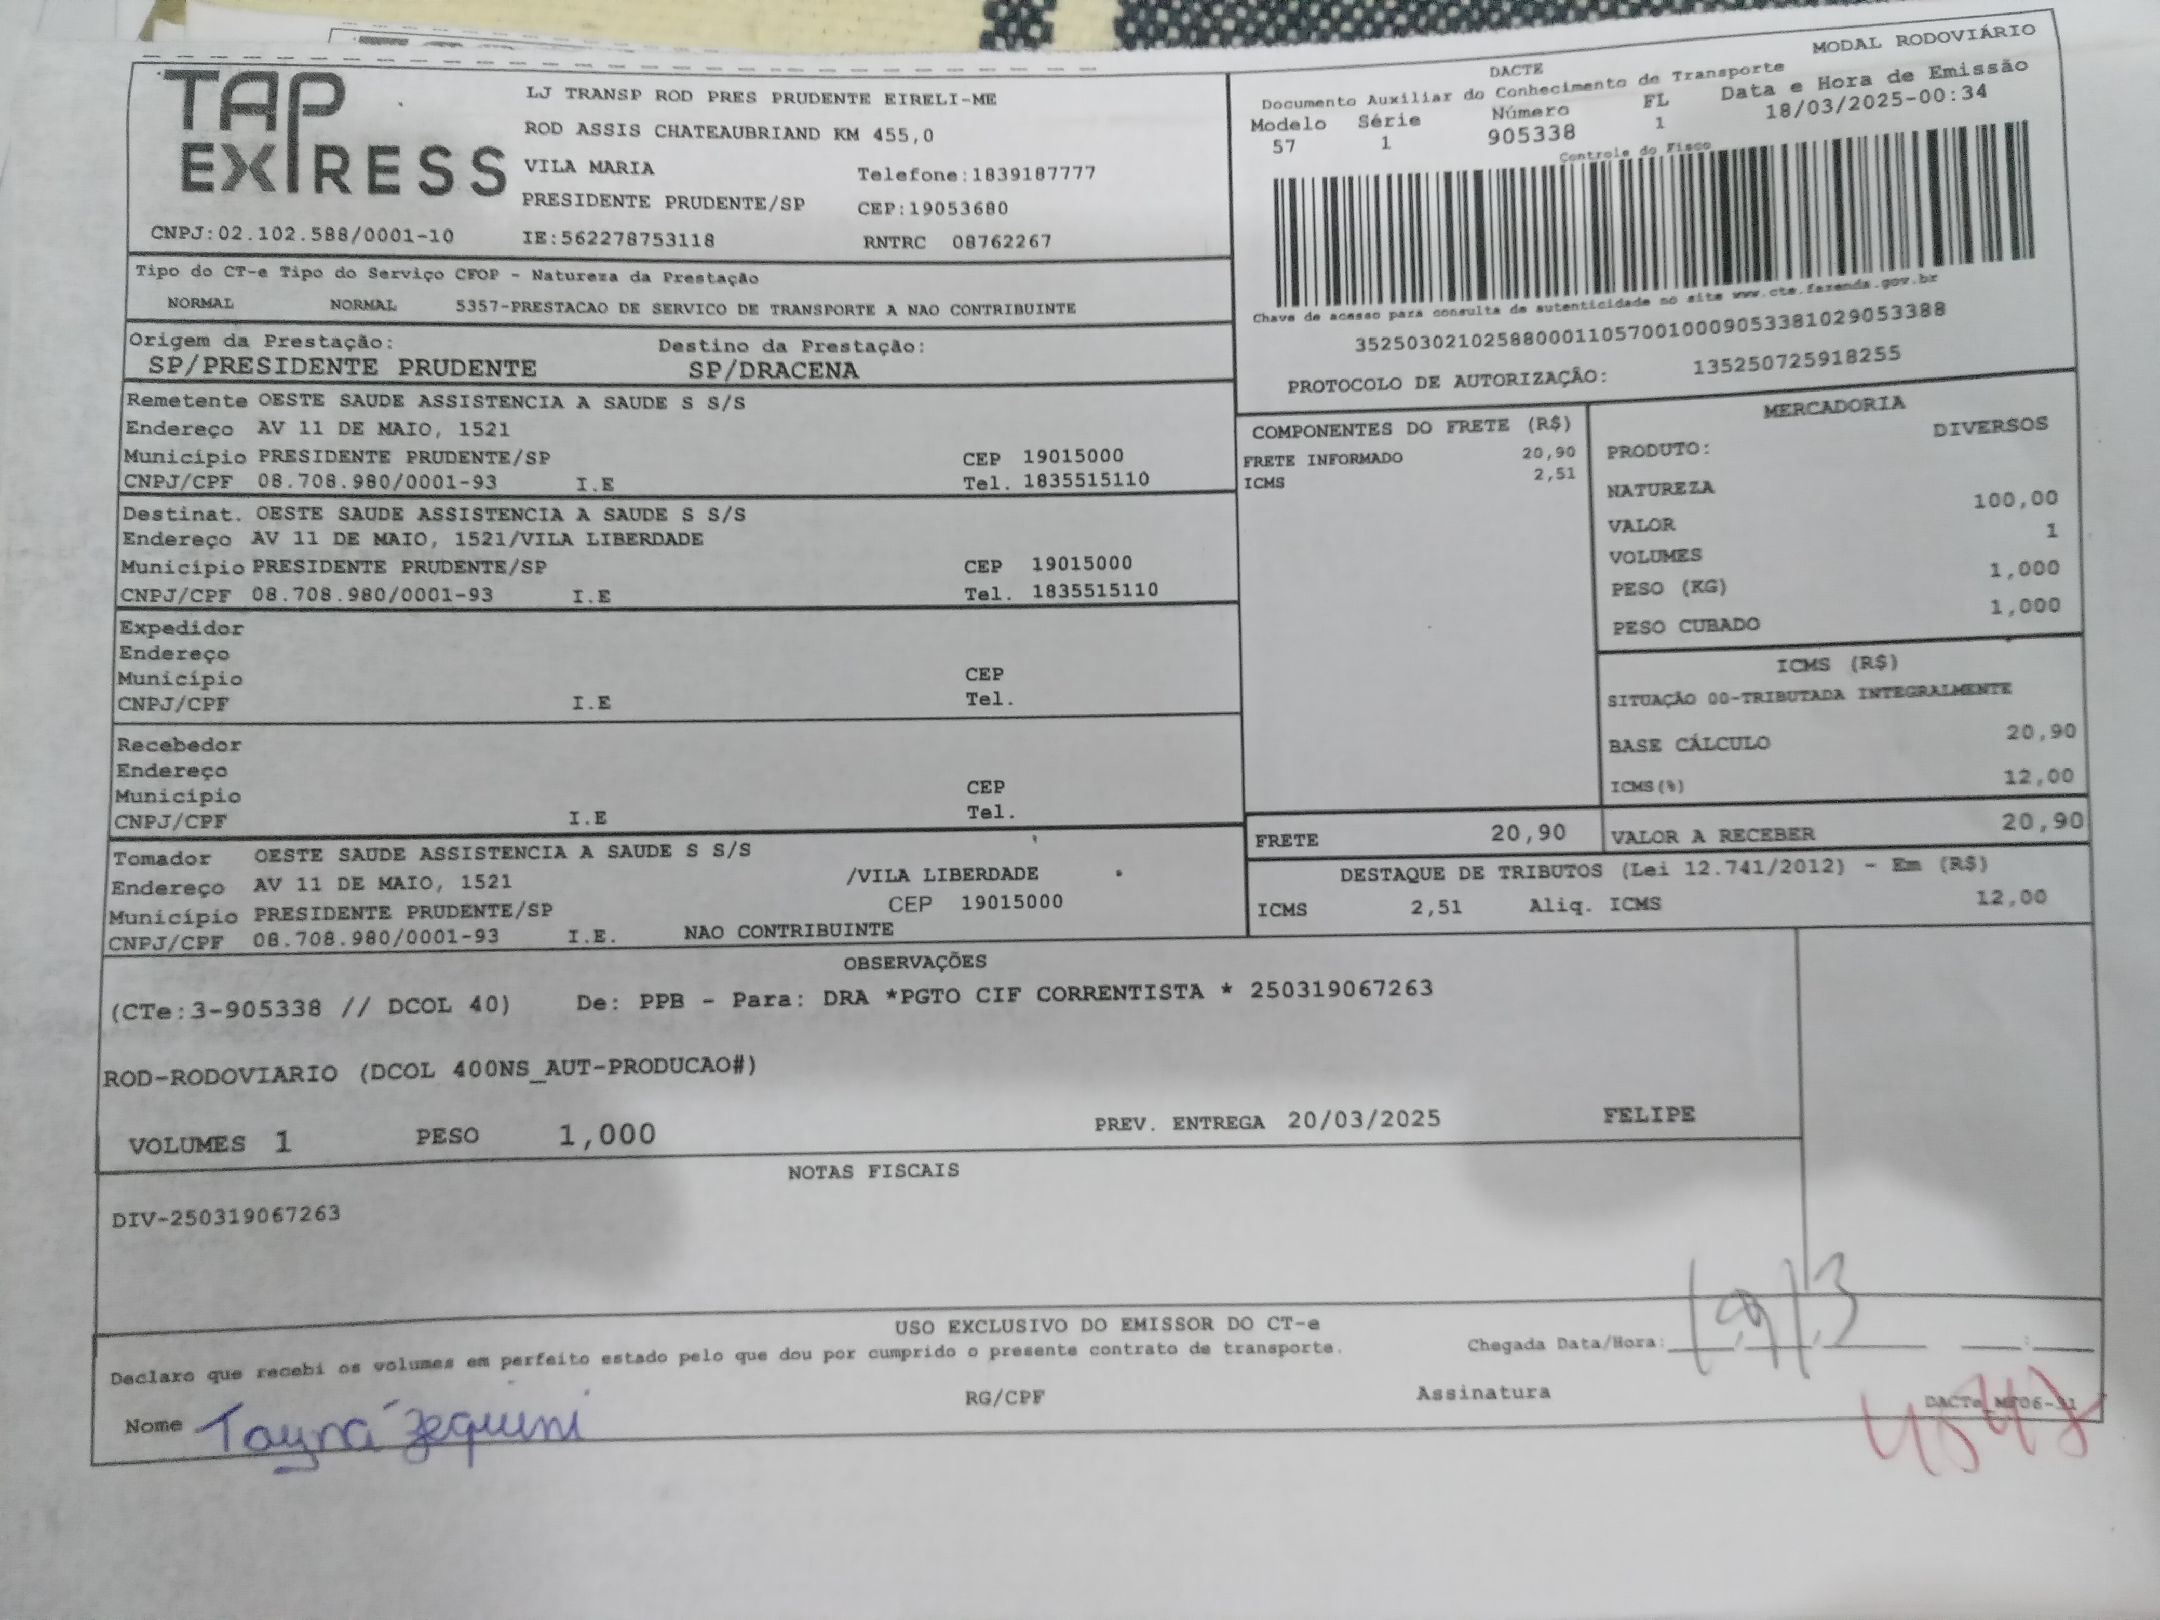 TAP EXPRESS
LJ TRANSP ROD PRES PRUDENTE EIRELI-ME
ROD ASSIS CHATEAUBRIAND KM 455,0
VILA MARIA Telefone:1839187777
PRESIDENTE PRUDENTE/SP CEP:19053680
CNPJ:02.102.588/0001-10 IE:562278753118 RNTRC 08762267
MODAL RODOVIÁRIO
DACTE
Documento Auxiliar do Conhecimento de Transporte
Modelo Série Número FL Data e Hora de Emissão
57 1 905338 1 18/03/2025-00:34
Controle do Fisco
Chave de acesso para consulta de autenticidade no site www.cte.fazenda.gov.br
35250302102588000110570010009053381029053388
PROTOCOLO DE AUTORIZAÇÃO: 135250725918255
Tipo do CT-e Tipo do Serviço CFOP - Natureza da Prestação
NORMAL NORMAL 5357-PRESTACAO DE SERVICO DE TRANSPORTE A NAO CONTRIBUINTE
Origem da Prestação: Destino da Prestação:
SP/PRESIDENTE PRUDENTE SP/DRACENA
Remetente OESTE SAUDE ASSISTENCIA A SAUDE S S/S
Endereço AV 11 DE MAIO, 1521
Município PRESIDENTE PRUDENTE/SP CEP 19015000
CNPJ/CPF 08.708.980/0001-93 I.E Tel. 1835515110
Destinat. OESTE SAUDE ASSISTENCIA A SAUDE S S/S
Endereço AV 11 DE MAIO, 1521/VILA LIBERDADE
Município PRESIDENTE PRUDENTE/SP CEP 19015000
CNPJ/CPF 08.708.980/0001-93 I.E Tel. 1835515110
Expedidor
Endereço
Município CEP
CNPJ/CPF I.E Tel.
Recebedor
Endereço
Município CEP
CNPJ/CPF I.E Tel.
Tomador OESTE SAUDE ASSISTENCIA A SAUDE S S/S
Endereço AV 11 DE MAIO, 1521 /VILA LIBERDADE
Município PRESIDENTE PRUDENTE/SP CEP 19015000
CNPJ/CPF 08.708.980/0001-93 I.E. NAO CONTRIBUINTE
COMPONENTES DO FRETE (R$)
FRETE INFORMADO 20,90
ICMS 2,51
MERCADORIA
PRODUTO: DIVERSOS
NATUREZA
VALOR 100,00
VOLUMES 1
PESO (KG) 1,000
PESO CUBADO 1,000
ICMS (R$)
SITUAÇÃO 00-TRIBUTADA INTEGRALMENTE
BASE CÁLCULO 20,90
ICMS(%) 12,00
FRETE 20,90 VALOR A RECEBER 20,90
DESTAQUE DE TRIBUTOS (Lei 12.741/2012) - Em (R$)
ICMS 2,51 Aliq. ICMS 12,00
OBSERVAÇÕES
(CTe:3-905338 // DCOL 40) De: PPB - Para: DRA *PGTO CIF CORRENTISTA * 250319067263
ROD-RODOVIARIO (DCOL 400NS_AUT-PRODUCAO#)
VOLUMES 1 PESO 1,000 PREV. ENTREGA 20/03/2025 FELIPE
NOTAS FISCAIS
DIV-250319067263
USO EXCLUSIVO DO EMISSOR DO CT-e
Declaro que recebi os volumes em perfeito estado pelo que dou por cumprido o presente contrato de transporte. Chegada Data/Hora:
Nome Tayná Zequini RG/CPF Assinatura